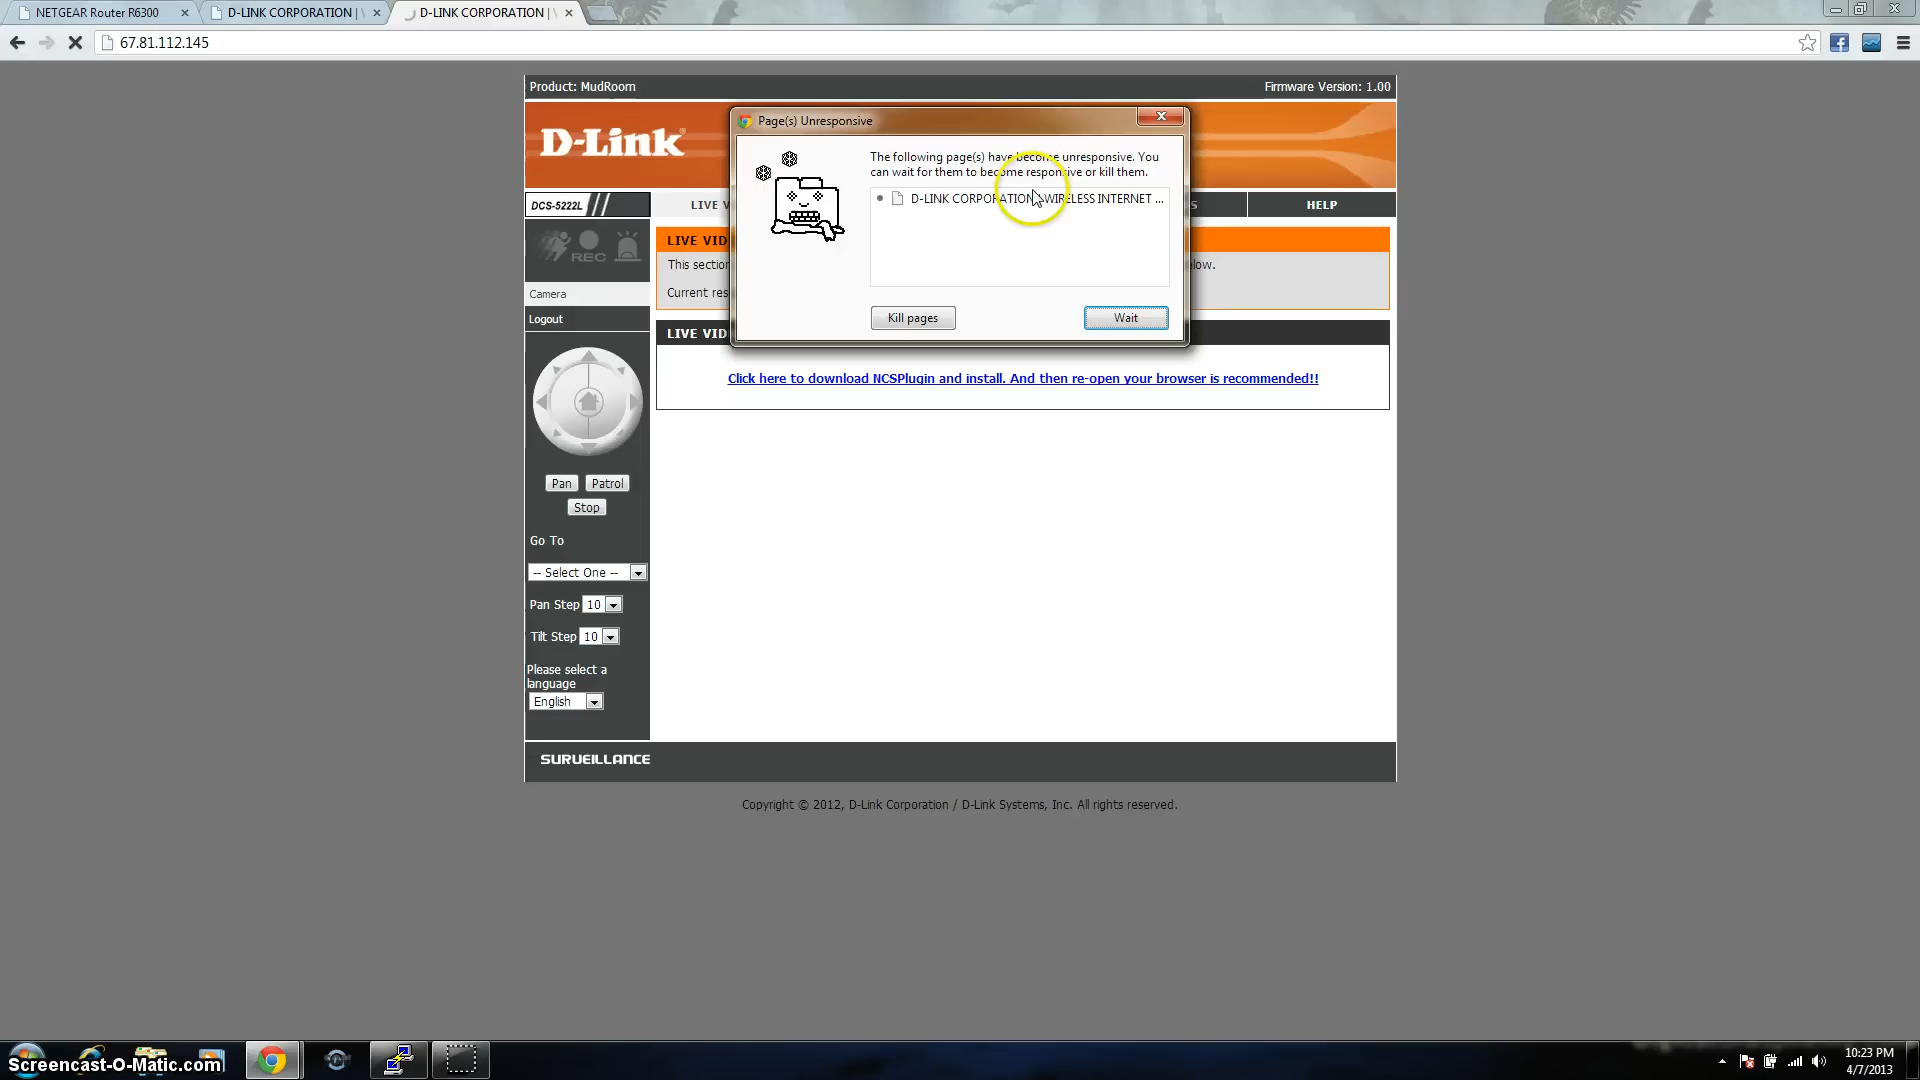 NETGEAR Router R6300
D-LINK CORPORATION |
D-LINK CORPORATION |
67.81.112.145
Product: MudRoom
Firmware Version: 1.00
D-Link
Page(s) Unresponsive
The following page(s) have become unresponsive. You
can wait for them to become responsive or kill them.
D-LINK CORPORATION WIRELESS INTERNET ...
Kill pages
Wait
DCS-5222L
LIVE V
S
HELP
REC
LIVE VID
This section
low.
Current res
Camera
Logout
LIVE VID
Click here to download NCSPlugin and install. And then re-open your browser is recommended!!
Pan
Patrol
Stop
Go To
-- Select One --
Pan Step 10
Tilt Step 10
Please select a
language
English
SURVEILLANCE
Copyright © 2012, D-Link Corporation / D-Link Systems, Inc. All rights reserved.
Screencast-O-Matic.com
10:23 PM
4/7/2013